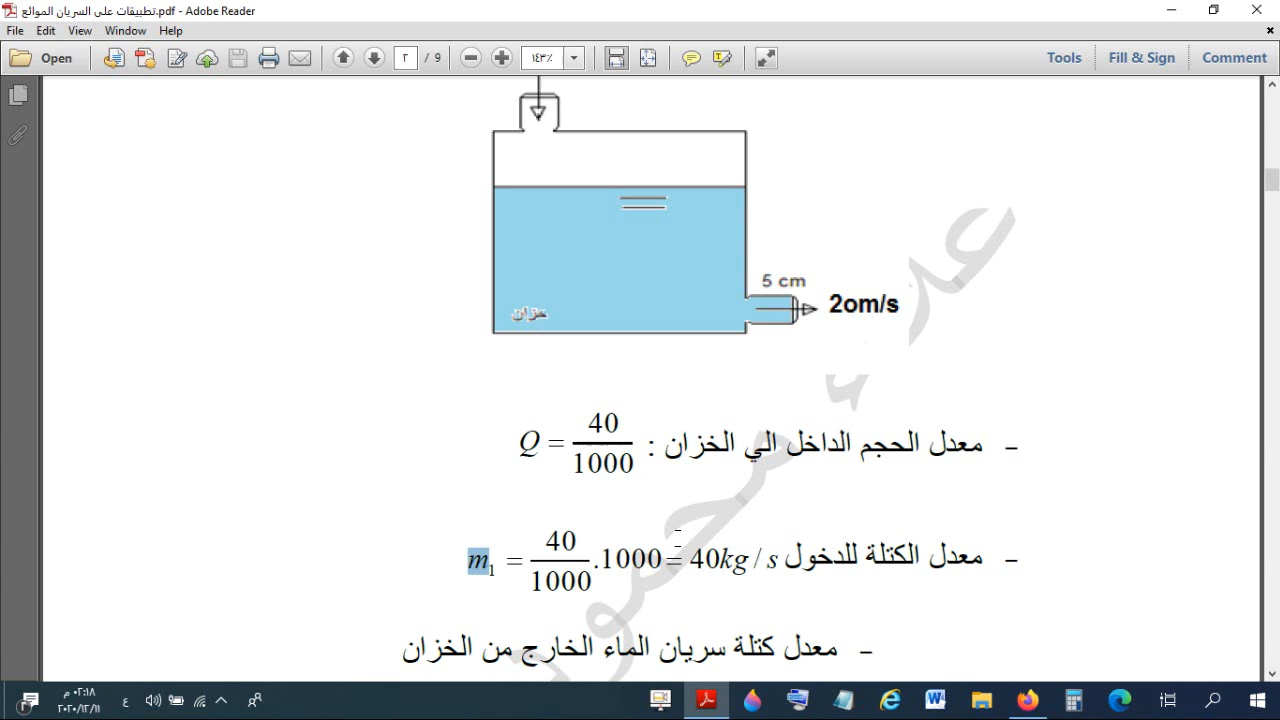 تطبيقات على السريان الموائع.pdf - Adobe Reader
File Edit View Window Help
Open ٢ / 9 ١٤٣٪ Tools Fill & Sign Comment
5 cm
2om/s
خزان
- معدل الحجم الداخل الي الخزان : Q = 40/1000
- معدل الكتلة للدخول m1 = 40/1000 .1000 = 40kg / s
- معدل كتلة سريان الماء الخارج من الخزان
٠٢:١٨ م
ع
٢٠٢٠/١٢/١١